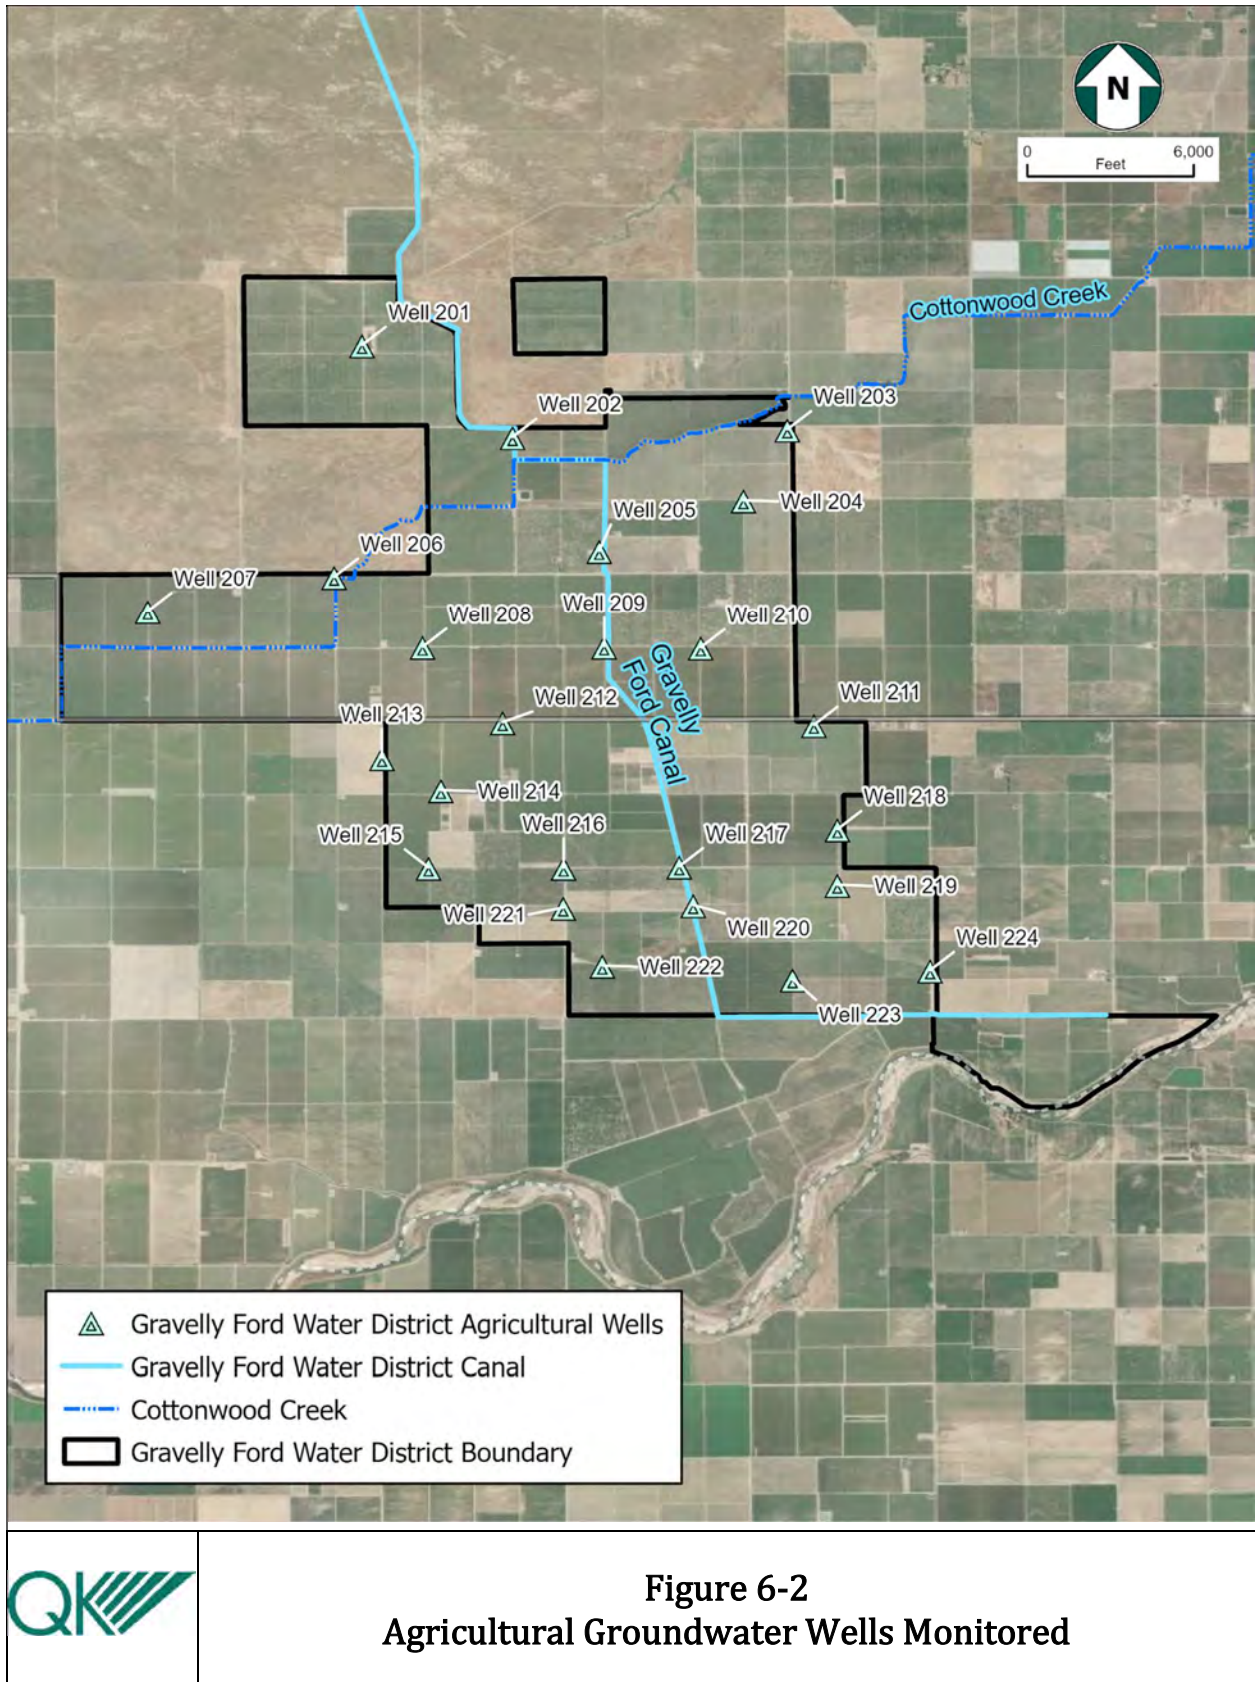 N
0 6,000
Feet
Cottonwood Creek
Well 201
Well 202
Well 203
Well 204
Well 205
Well 206
Well 207
Well 208
Well 209
Well 210
Gravelly
Ford Canal
Well 211
Well 212
Well 213
Well 214
Well 215
Well 216
Well 217
Well 218
Well 219
Well 220
Well 221
Well 222
Well 223
Well 224
Gravelly Ford Water District Agricultural Wells
Gravelly Ford Water District Canal
Cottonwood Creek
Gravelly Ford Water District Boundary
QK
Figure 6-2
Agricultural Groundwater Wells Monitored